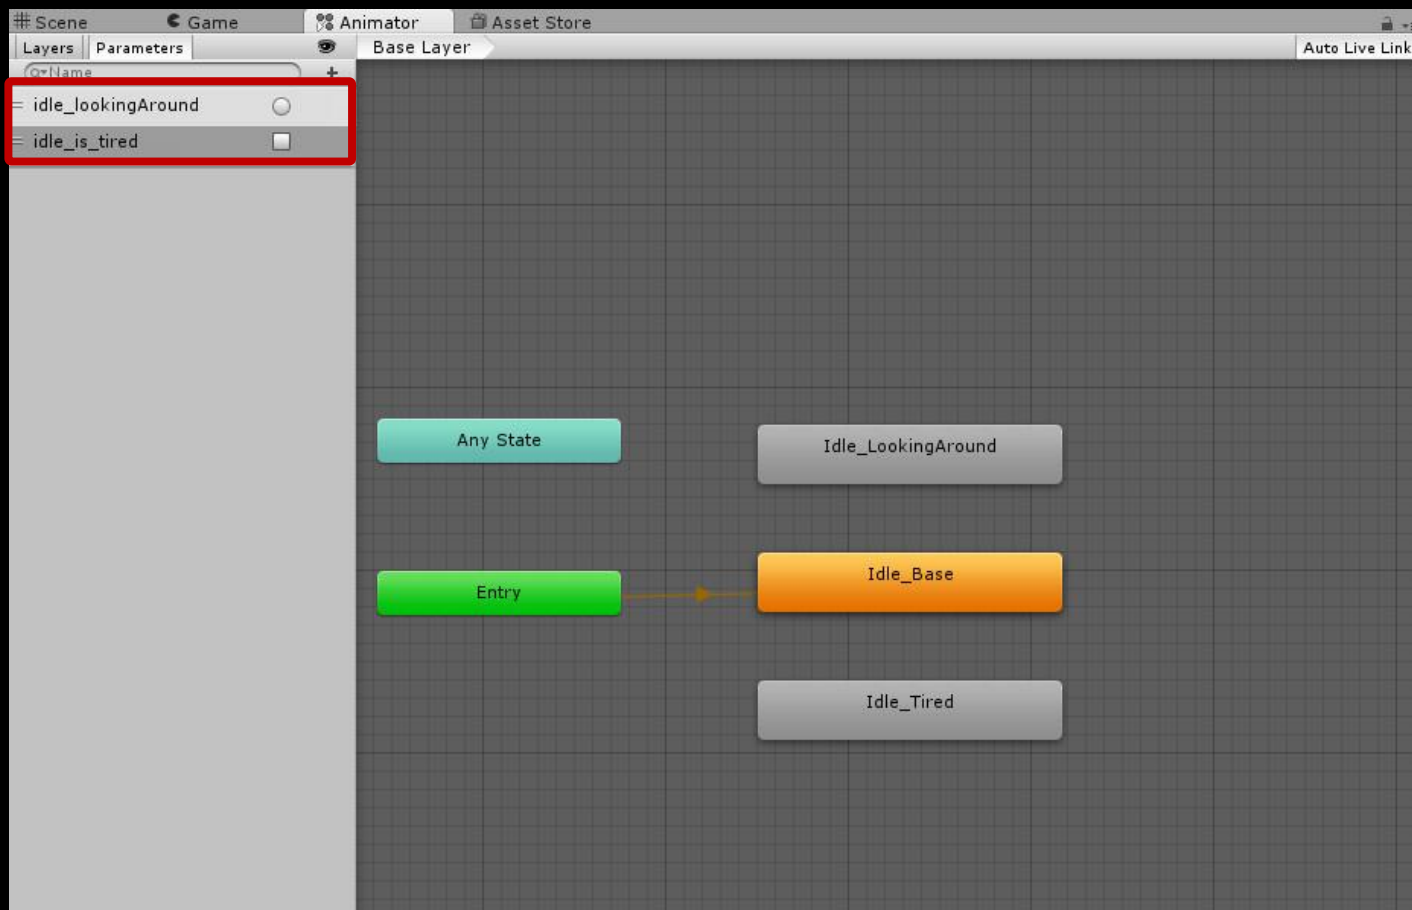 Scene Game Animator Asset Store
Layers Parameters Base Layer Auto Live Link
Name +
idle_lookingAround
idle_is_tired
Any State
Idle_LookingAround
Idle_Base
Entry
Idle_Tired